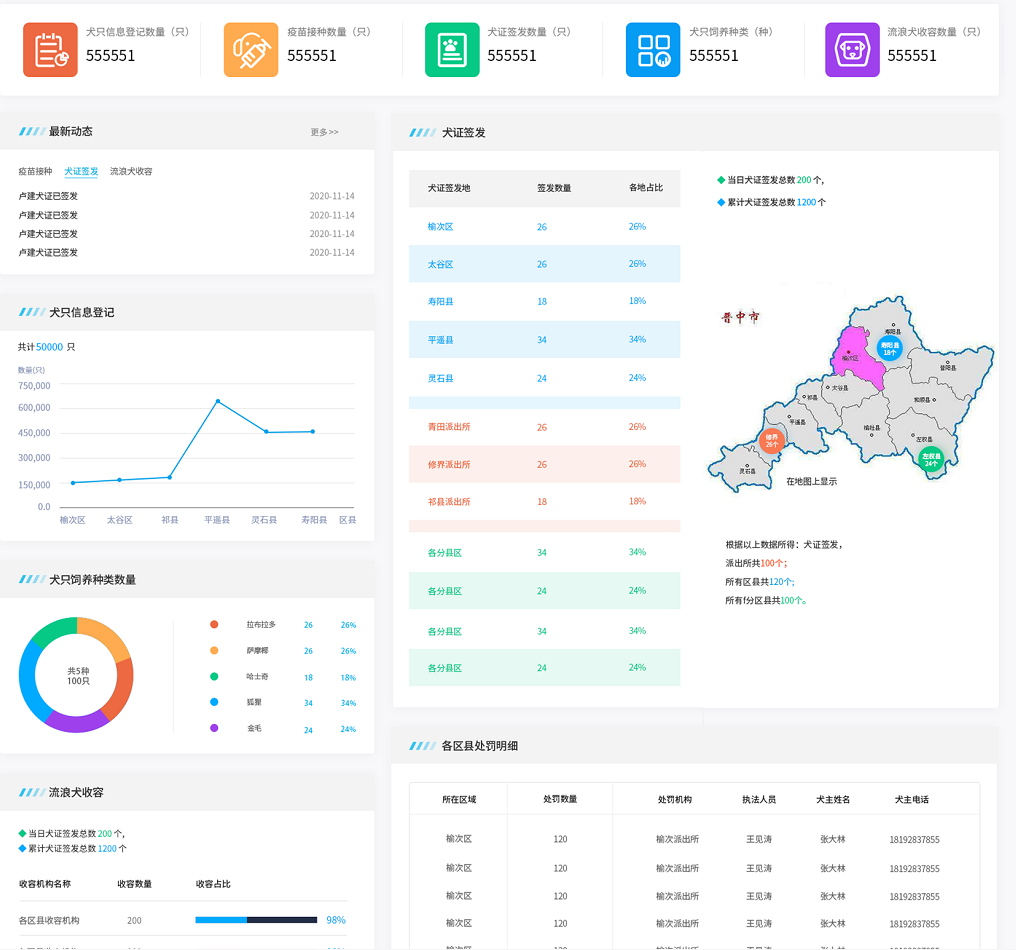 犬只信息登记数量（只）
555551
疫苗接种数量（只）
555551
犬证签发数量（只）
555551
犬只饲养种类（种）
555551
流浪犬收容数量（只）
555551
最新动态
更多>>
疫苗接种 犬证签发 流浪犬收容
卢建犬证已签发 2020-11-14
卢建犬证已签发 2020-11-14
卢建犬证已签发 2020-11-14
卢建犬证已签发 2020-11-14
犬只信息登记
共计50000 只
数量(只)
750,000
600,000
450,000
300,000
150,000
0.0
榆次区 太谷区 祁县 平遥县 灵石县 寿阳县 区县
犬只饲养种类数量
共5种
100只
拉布拉多 26 26%
萨摩椰 26 26%
哈士奇 18 18%
狐狸 34 34%
金毛 24 24%
流浪犬收容
当日犬证签发总数 200 个，
累计犬证签发总数 1200 个
收容机构名称 收容数量 收容占比
各区县收容机构 200 98%
犬证签发
犬证签发地 签发数量 各地占比
榆次区 26 26%
太谷区 26 26%
寿阳县 18 18%
平遥县 34 34%
灵石县 24 24%
青田派出所 26 26%
修界派出所 26 26%
祁县派出所 18 18%
各分县区 34 34%
各分县区 24 24%
各分县区 34 34%
各分县区 24 24%
当日犬证签发总数 200 个，
累计犬证签发总数 1200 个
晋中市
寿阳县
寿阳县
18个
榆次区
昔阳县
太谷县
祁县
和顺县
平遥县
榆社县
修界
26个
左权县
左权县
24个
灵石县
在地图上显示
根据以上数据所得：犬证签发，
派出所共100个；
所有区县共120个；
所有f分区县共100个。
各区县处罚明细
所在区域 处罚数量 处罚机构 执法人员 犬主姓名 犬主电话
榆次区 120 榆次派出所 王见涛 张大林 18192837855
榆次区 120 榆次派出所 王见涛 张大林 18192837855
榆次区 120 榆次派出所 王见涛 张大林 18192837855
榆次区 120 榆次派出所 王见涛 张大林 18192837855